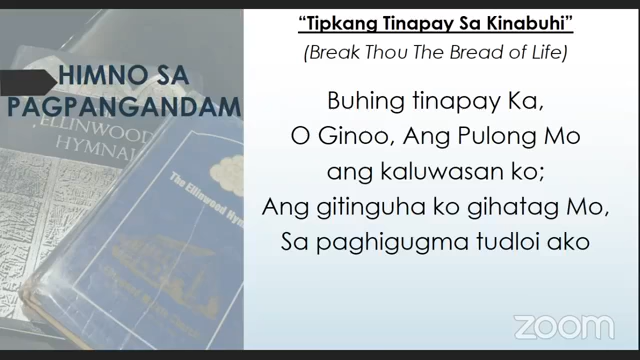 “Tipkang Tinapay Sa Kinabuhi”
(Break Thou The Bread of Life)
HIMNO SA
PAGPANGANDAM
ELLINWOOD
HYMNAL
The Ellinwood
Buhing tinapay Ka,
O Ginoo, Ang Pulong Mo
ang kaluwasan ko;
Ang gitinguha ko gihatag Mo,
Sa paghigugma tudloi ako
zoom